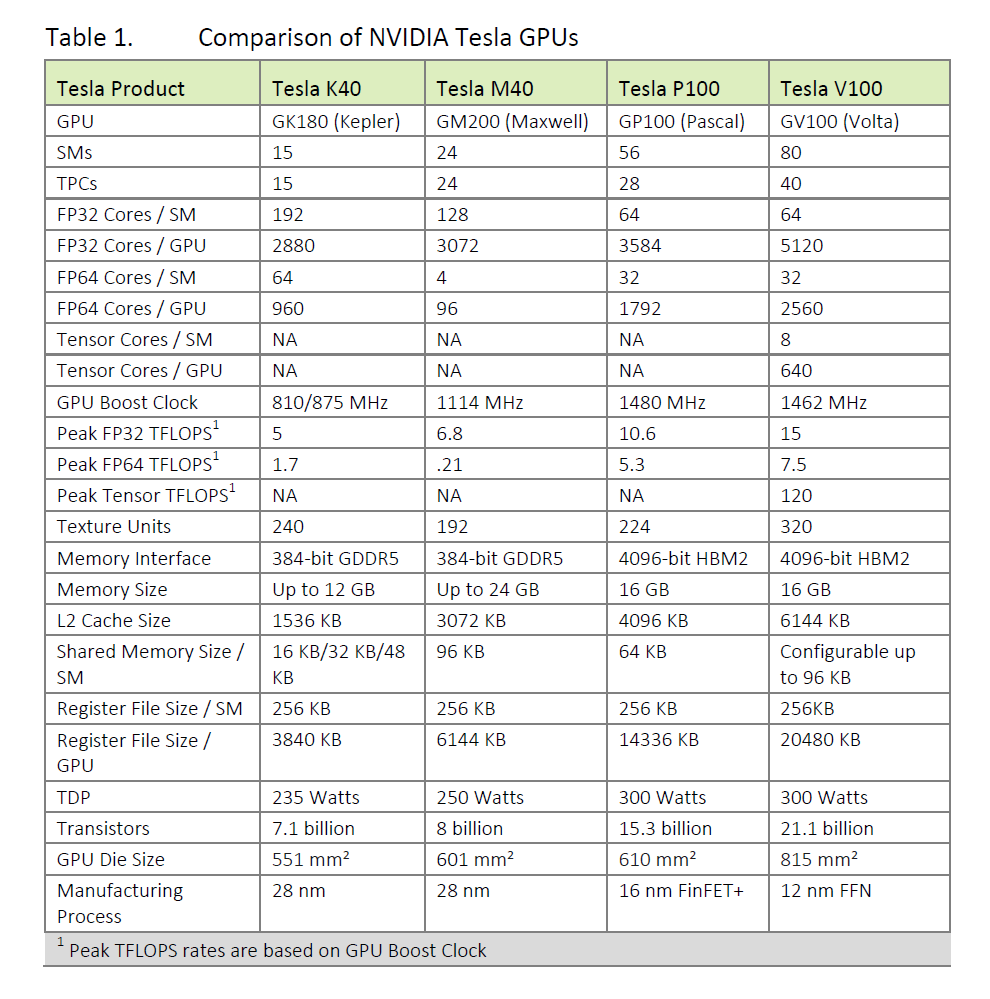 Table 1. Comparison of NVIDIA Tesla GPUs
Tesla Product Tesla K40 Tesla M40 Tesla P100 Tesla V100
GPU GK180 (Kepler) GM200 (Maxwell) GP100 (Pascal) GV100 (Volta)
SMs 15 24 56 80
TPCs 15 24 28 40
FP32 Cores / SM 192 128 64 64
FP32 Cores / GPU 2880 3072 3584 5120
FP64 Cores / SM 64 4 32 32
FP64 Cores / GPU 960 96 1792 2560
Tensor Cores / SM NA NA NA 8
Tensor Cores / GPU NA NA NA 640
GPU Boost Clock 810/875 MHz 1114 MHz 1480 MHz 1462 MHz
Peak FP32 TFLOPS¹ 5 6.8 10.6 15
Peak FP64 TFLOPS¹ 1.7 .21 5.3 7.5
Peak Tensor TFLOPS¹ NA NA NA 120
Texture Units 240 192 224 320
Memory Interface 384-bit GDDR5 384-bit GDDR5 4096-bit HBM2 4096-bit HBM2
Memory Size Up to 12 GB Up to 24 GB 16 GB 16 GB
L2 Cache Size 1536 KB 3072 KB 4096 KB 6144 KB
Shared Memory Size / 16 KB/32 KB/48 96 KB 64 KB Configurable up
SM KB to 96 KB
Register File Size / SM 256 KB 256 KB 256 KB 256KB
Register File Size / 3840 KB 6144 KB 14336 KB 20480 KB
GPU
TDP 235 Watts 250 Watts 300 Watts 300 Watts
Transistors 7.1 billion 8 billion 15.3 billion 21.1 billion
GPU Die Size 551 mm² 601 mm² 610 mm² 815 mm²
Manufacturing 28 nm 28 nm 16 nm FinFET+ 12 nm FFN
Process
¹ Peak TFLOPS rates are based on GPU Boost Clock